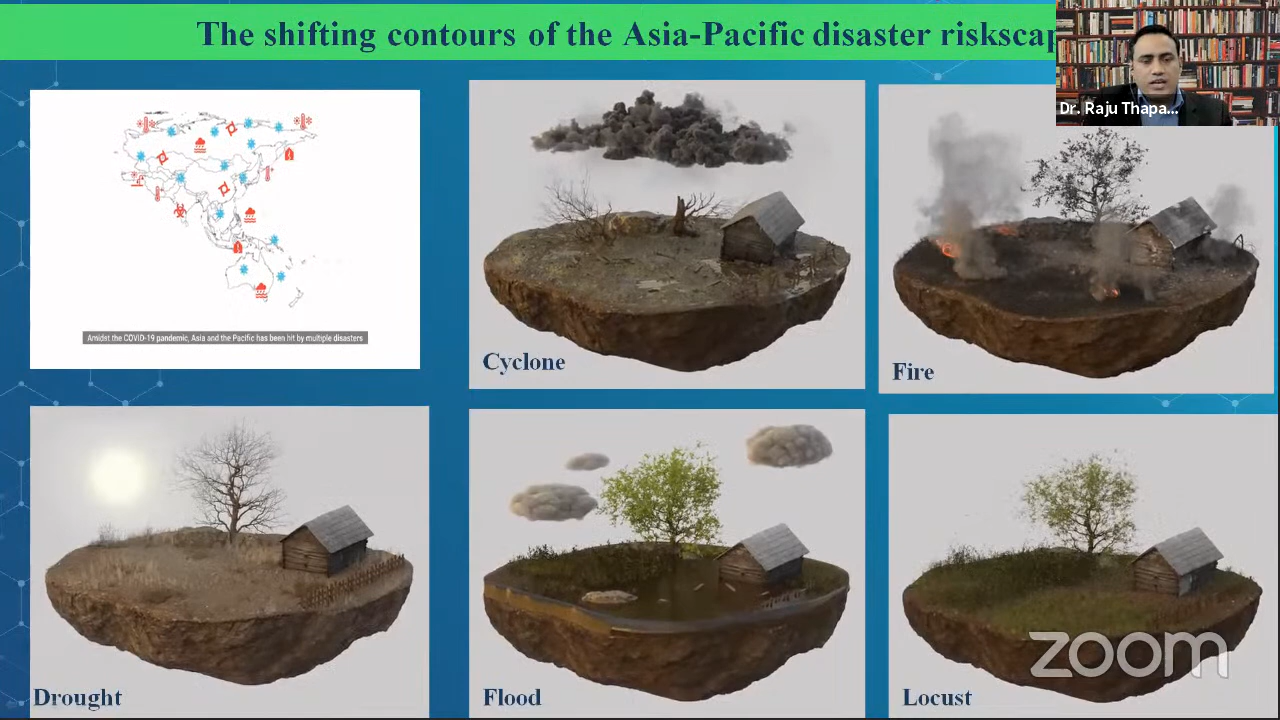 The shifting contours of the Asia-Pacific disaster riskscap
Dr. Raju Thapa...
Amidst the COVID-19 pandemic, Asia and the Pacific has been hit by multiple disasters
Cyclone
Fire
Drought
Flood
Locust
zoom